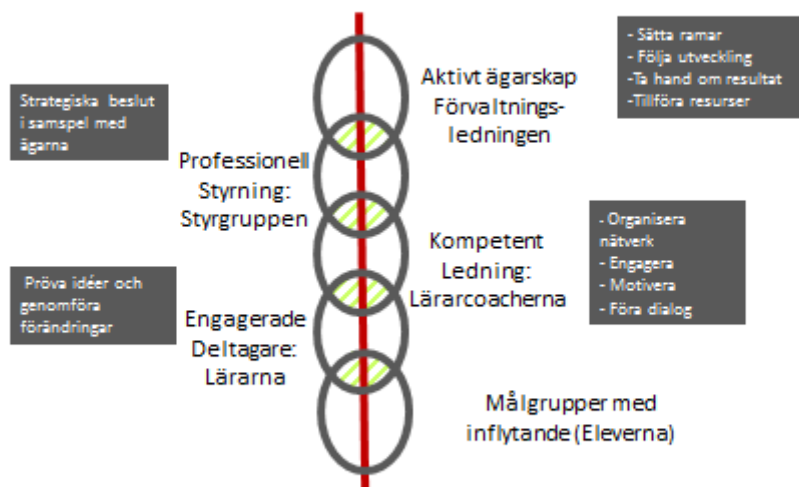 Aktivt ägarskap
Förvaltnings-
ledningen
- Sätta ramar
- Följa utveckling
-Ta hand om resultat
-Tillföra resurser
Strategiska beslut
i samspel med
ägarna
Professionell
Styrning:
Styrgruppen
Kompetent
Ledning:
Lärarcoacherna
- Organisera
nätverk
- Engagera
- Motivera
- Föra dialog
Pröva idéer och
genomföra
förändringar
Engagerade
Deltagare:
Lärarna
Målgrupper med
inflytande (Eleverna)